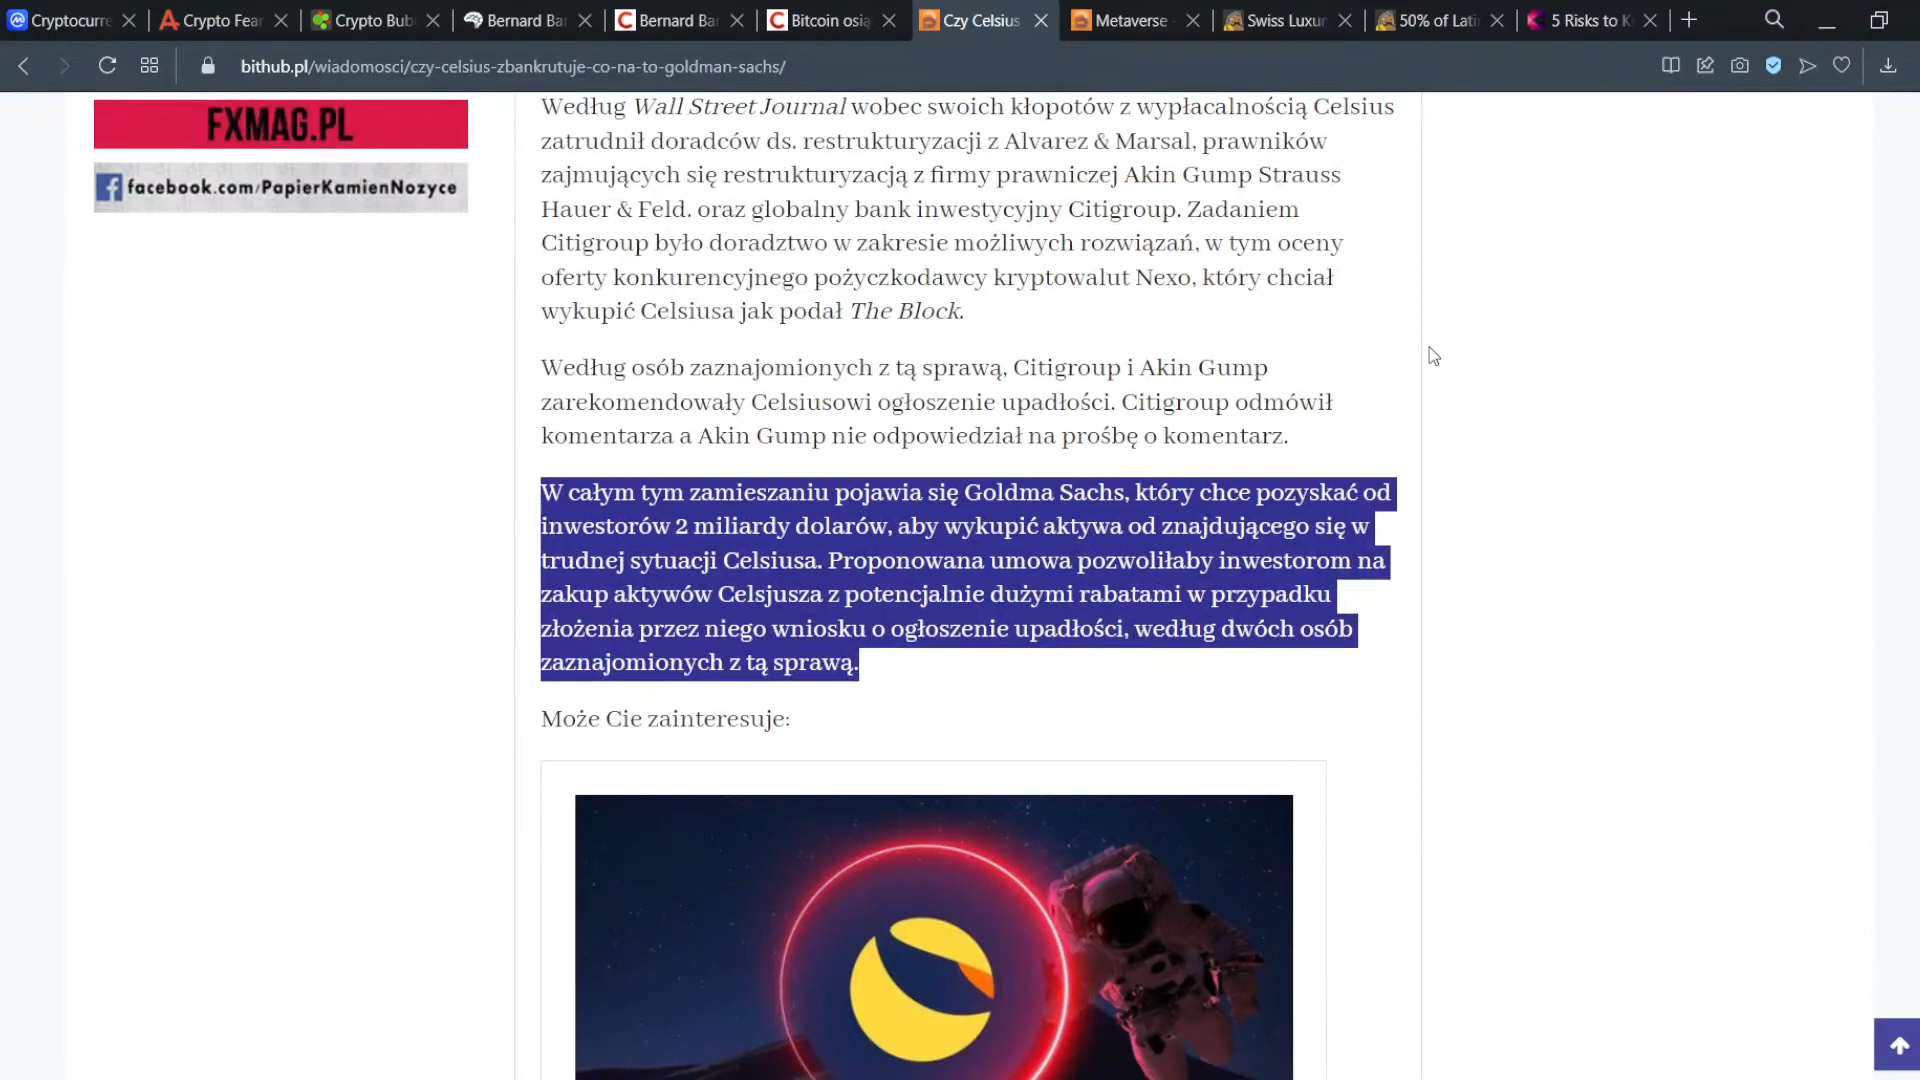 Cryptocurre
Crypto Fear
Crypto Bub
Bernard Ba
Bernard Ba
Bitcoin osią
Czy Celsius
Metaverse
Swiss Luxur
50% of Lati
5 Risks to K
bithub.pl/wiadomosci/czy-celsius-zbankrutuje-co-na-to-goldman-sachs/
FXMAG.PL
facebook.com/PapierKamienNozyce
Według Wall Street Journal wobec swoich kłopotów z wypłacalnością Celsius
zatrudnił doradców ds. restrukturyzacji z Alvarez & Marsal, prawników
zajmujących się restrukturyzacją z firmy prawniczej Akin Gump Strauss
Hauer & Feld. oraz globalny bank inwestycyjny Citigroup. Zadaniem
Citigroup było doradztwo w zakresie możliwych rozwiązań, w tym oceny
oferty konkurencyjnego pożyczkodawcy kryptowalut Nexo, który chciał
wykupić Celsiusa jak podał The Block.
Według osób zaznajomionych z tą sprawą, Citigroup i Akin Gump
zarekomendowały Celsiusowi ogłoszenie upadłości. Citigroup odmówił
komentarza a Akin Gump nie odpowiedział na prośbę o komentarz.
W całym tym zamieszaniu pojawia się Goldma Sachs, który chce pozyskać od
inwestorów 2 miliardy dolarów, aby wykupić aktywa od znajdującego się w
trudnej sytuacji Celsiusa. Proponowana umowa pozwoliłaby inwestorom na
zakup aktywów Celsjusza z potencjalnie dużymi rabatami w przypadku
złożenia przez niego wniosku o ogłoszenie upadłości, według dwóch osób
zaznajomionych z tą sprawą.
Może Cie zainteresuje: